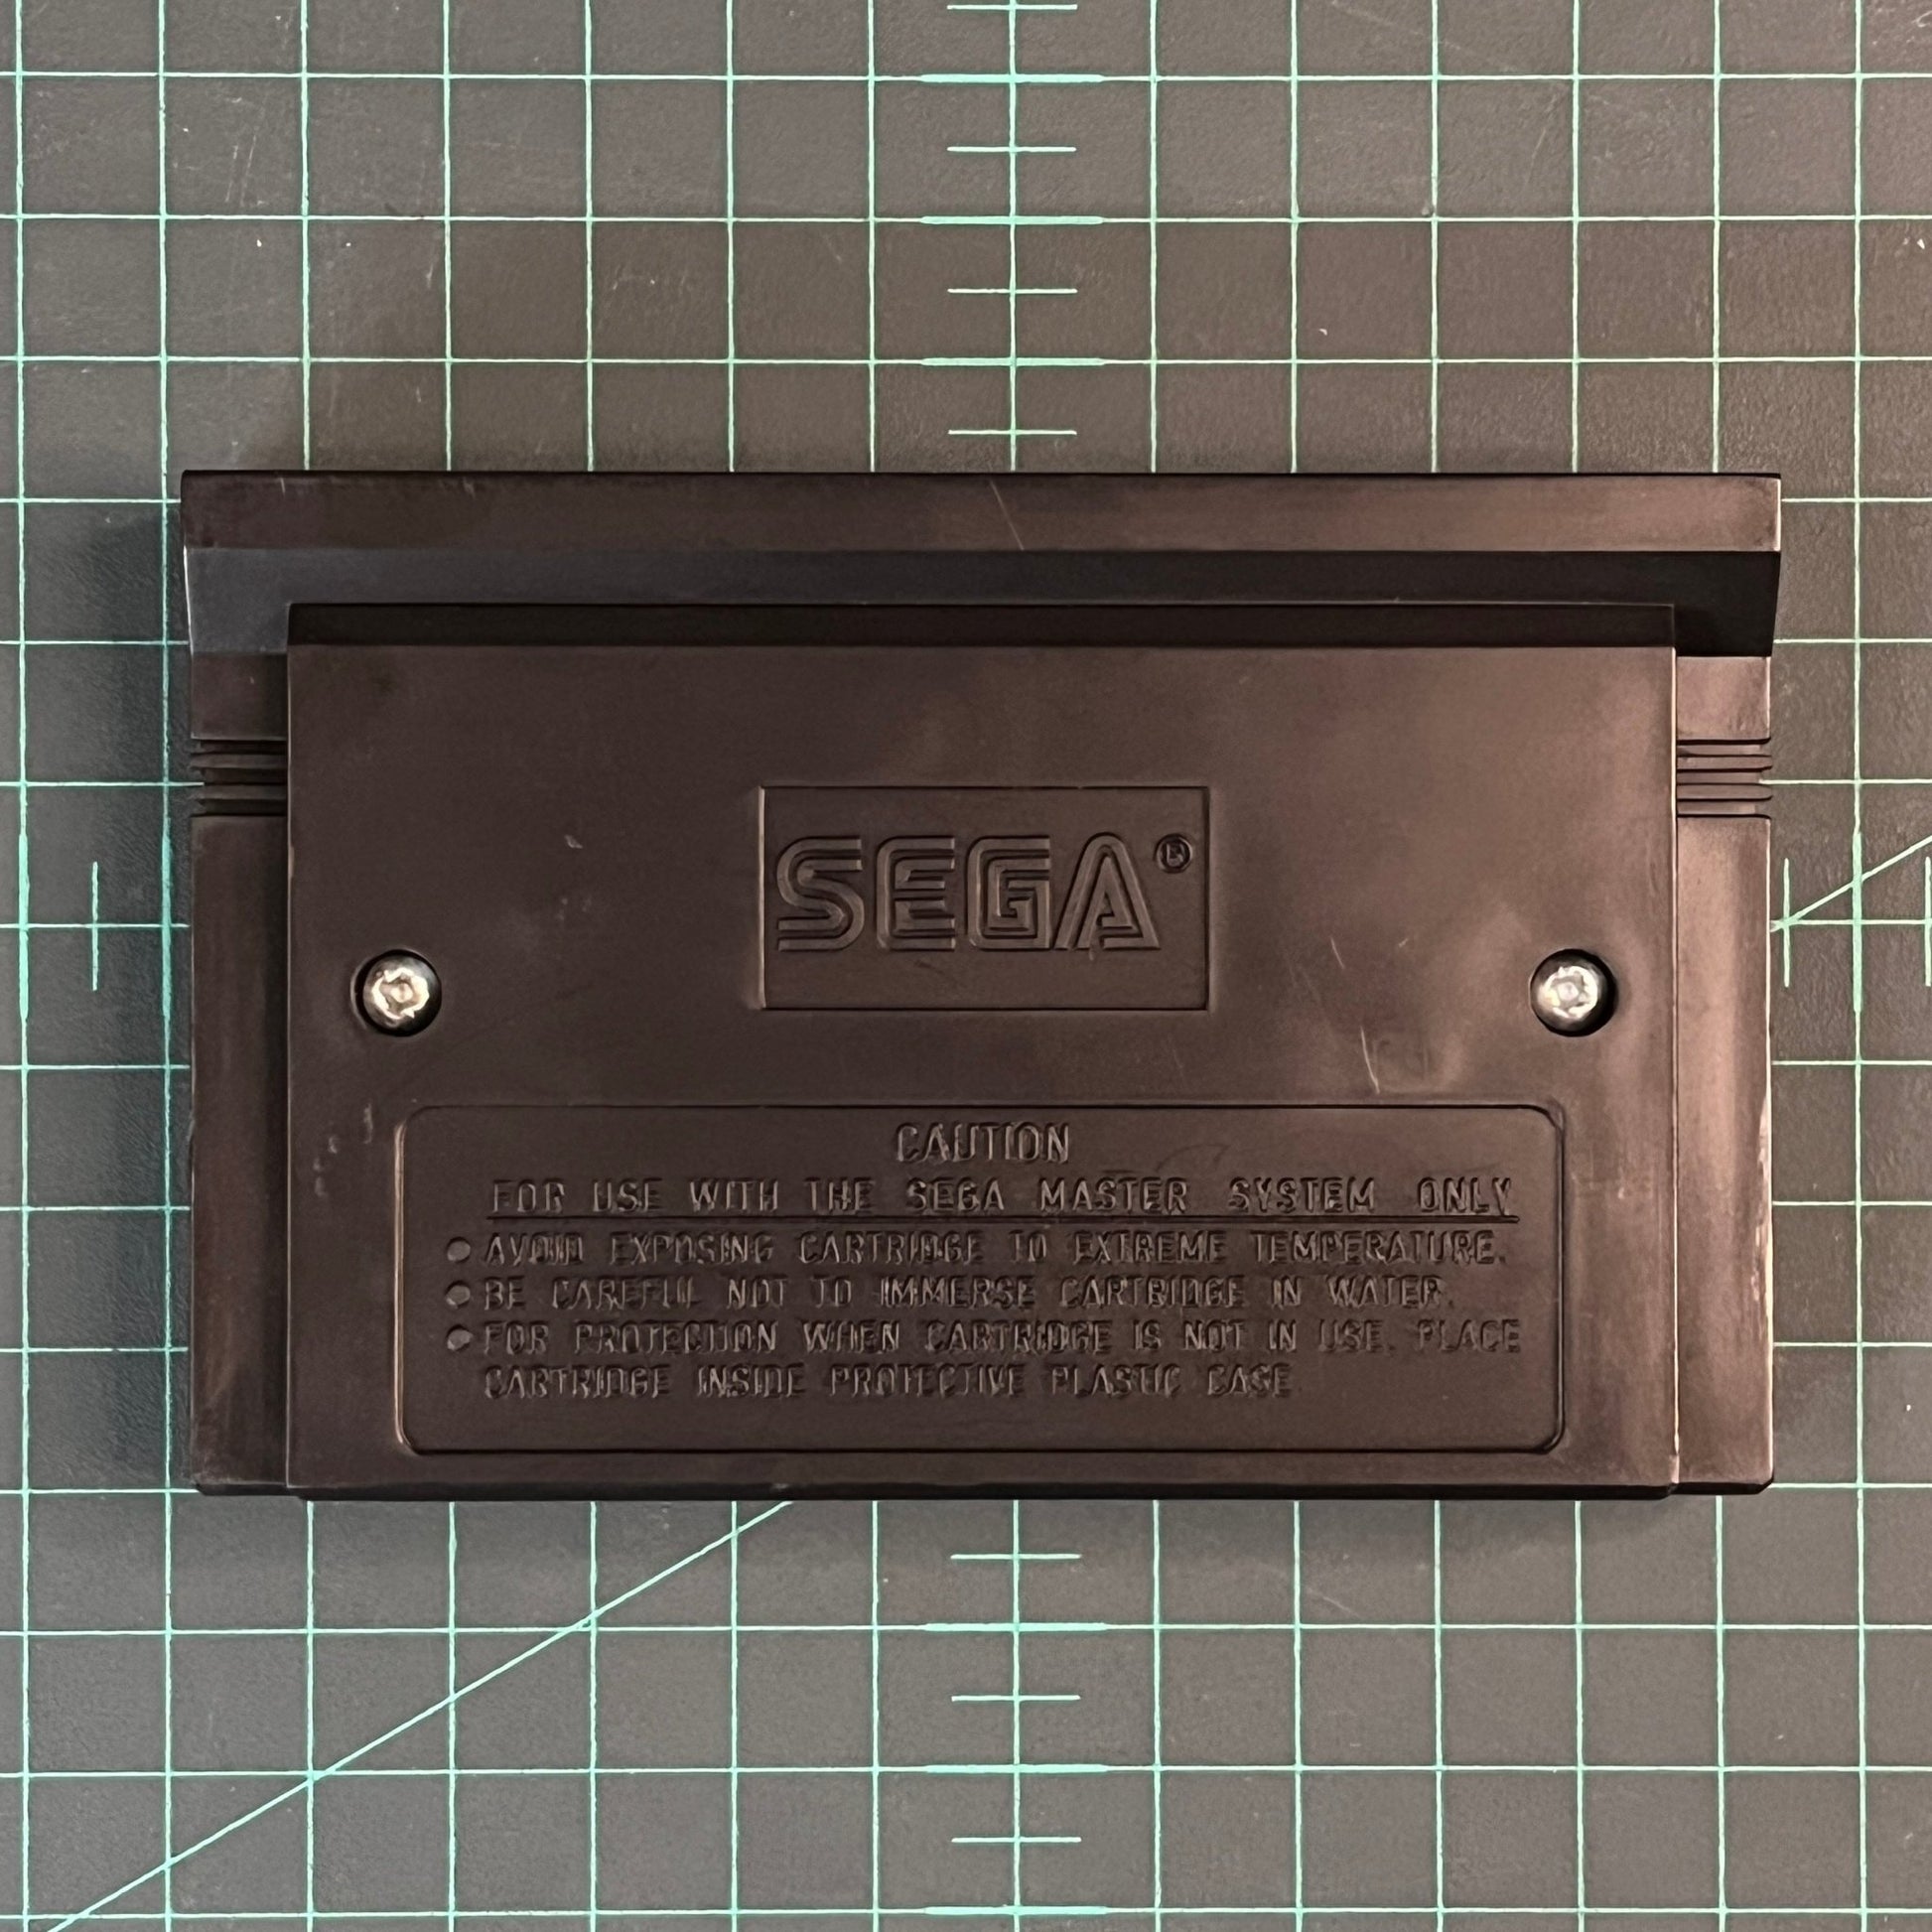 SEGA®
CAUTION
FOR USE WITH THE SEGA MASTER SYSTEM ONLY
● AVOID EXPOSING CARTRIDGE TO EXTREME TEMPERATURE.
● BE CAREFUL NOT TO IMMERSE CARTRIDGE IN WATER.
● FOR PROTECTION WHEN CARTRIDGE IS NOT IN USE, PLACE
CARTRIDGE INSIDE PROTECTIVE PLASTIC CASE